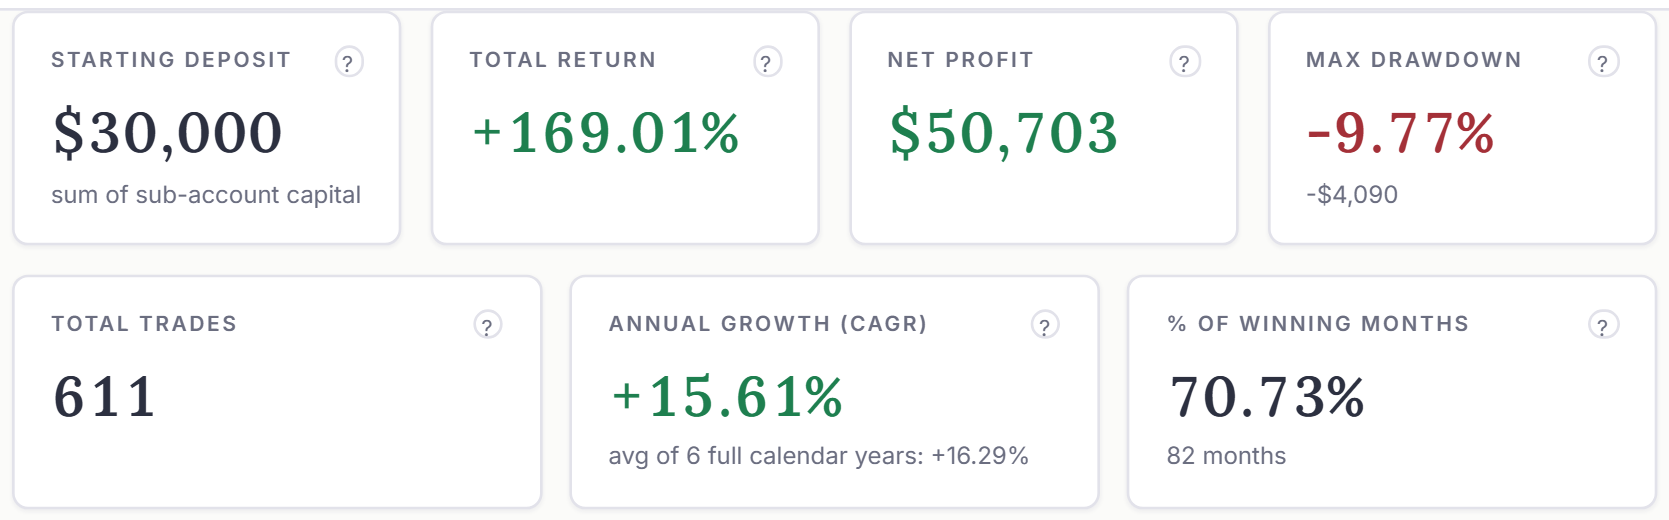 STARTING DEPOSIT ?
$30,000
sum of sub-account capital
TOTAL RETURN ?
+169.01%
NET PROFIT ?
$50,703
MAX DRAWDOWN ?
-9.77%
-$4,090
TOTAL TRADES ?
611
ANNUAL GROWTH (CAGR) ?
+15.61%
avg of 6 full calendar years: +16.29%
% OF WINNING MONTHS ?
70.73%
82 months